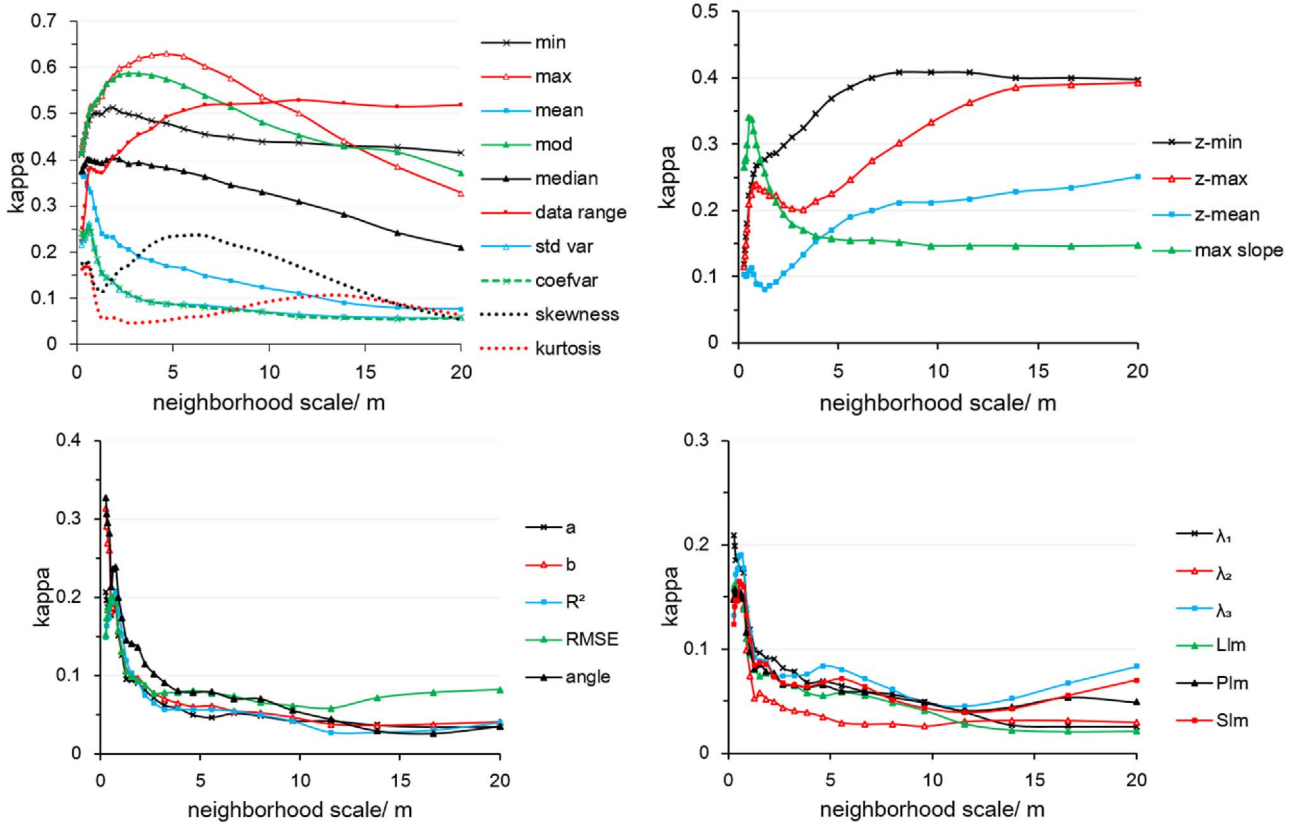 0.7
0.6
0.5
0.4
0.3
0.2
0.1
0
kappa
0 5 10 15 20
neighborhood scale/ m
min
max
mean
mod
median
data range
std var
coefvar
skewness
kurtosis
0.5
0.4
0.3
0.2
0.1
0
kappa
0 5 10 15 20
neighborhood scale/ m
z-min
z-max
z-mean
max slope
0.4
0.3
0.2
0.1
0
kappa
0 5 10 15 20
neighborhood scale/ m
a
b
R²
RMSE
angle
0.3
0.2
0.1
0
kappa
0 5 10 15 20
neighborhood scale/ m
λ₁
λ₂
λ₃
Llm
Plm
Slm